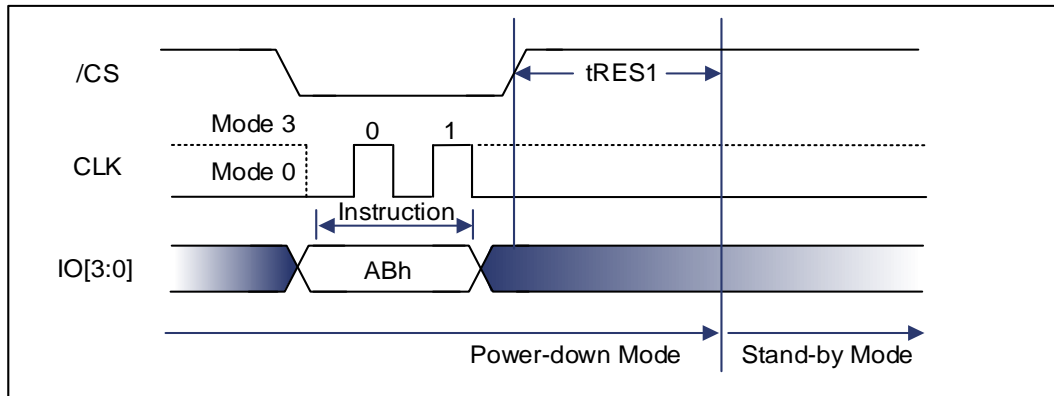 /CS
tRES1
Mode 3
0
1
CLK
Mode 0
Instruction
IO[3:0]
ABh
Power-down Mode
Stand-by Mode